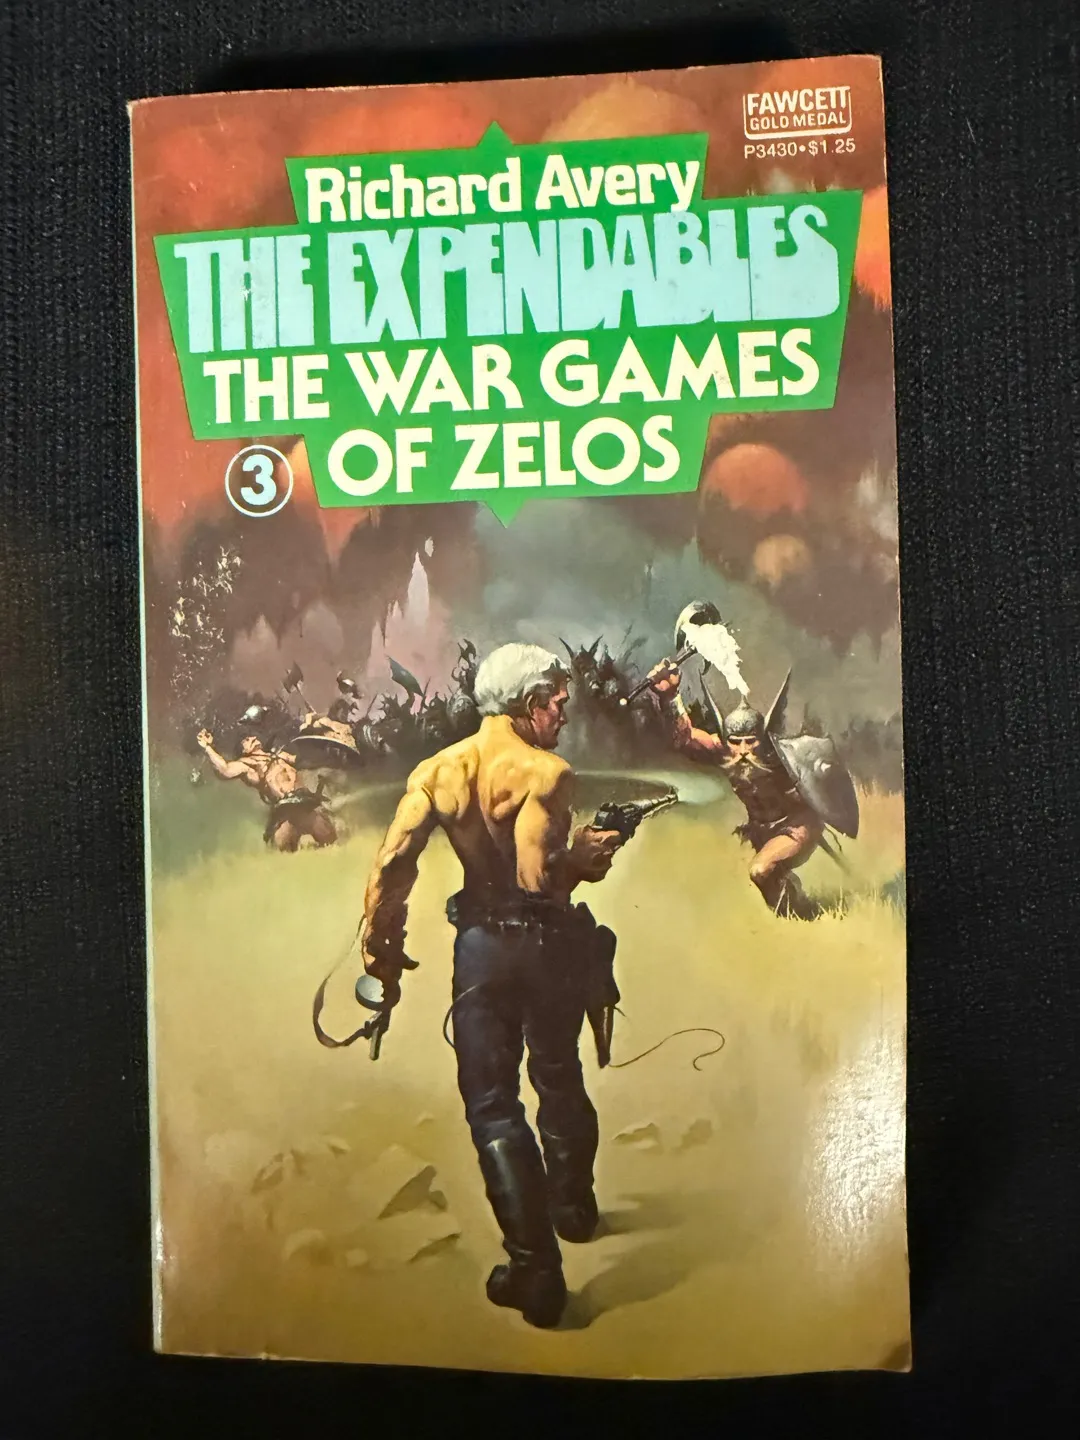 FAWCETT
GOLD MEDAL
P3430•$1.25
Richard Avery
THE EXPENDABLES
THE WAR GAMES
OF ZELOS
3